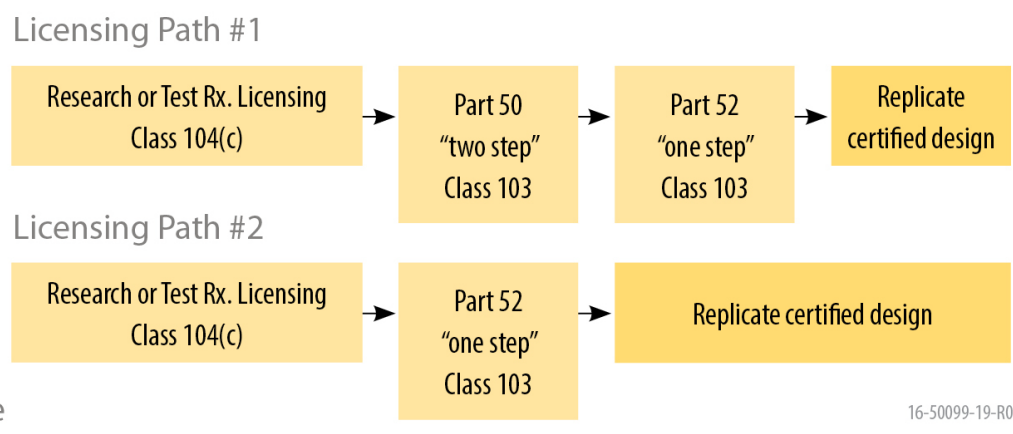 Licensing Path #1
Research or Test Rx. Licensing
Class 104(c)
Part 50
“two step”
Class 103
Part 52
“one step”
Class 103
Replicate
certified design
Licensing Path #2
Research or Test Rx. Licensing
Class 104(c)
Part 52
“one step”
Class 103
Replicate certified design
e
16-50099-19-R0